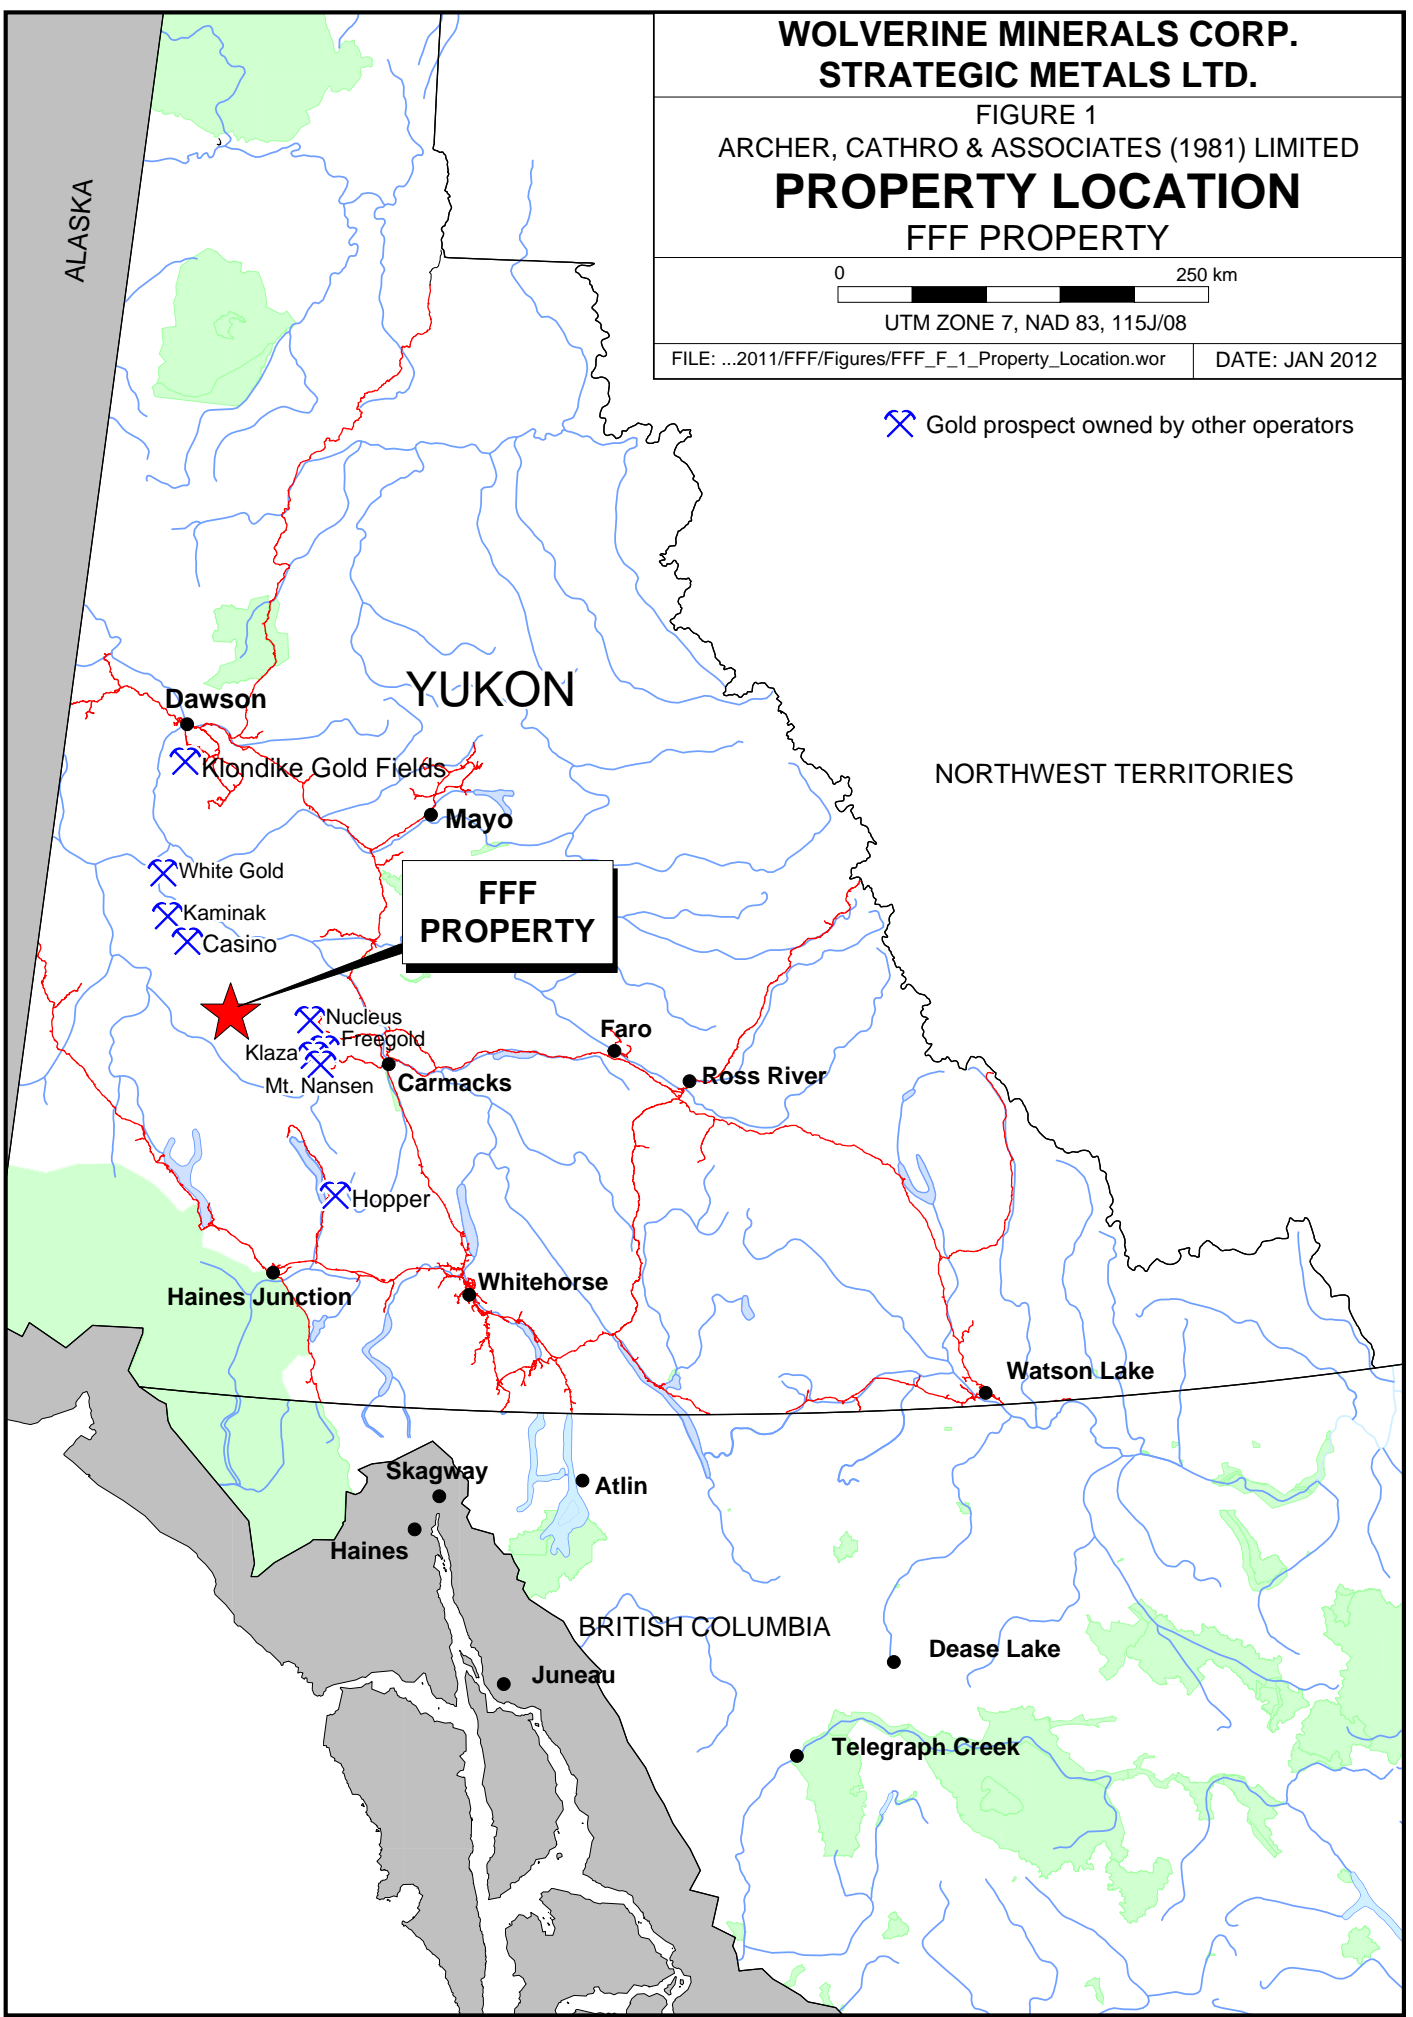 WOLVERINE MINERALS CORP.
STRATEGIC METALS LTD.
FIGURE 1
ARCHER, CATHRO & ASSOCIATES (1981) LIMITED
PROPERTY LOCATION
FFF PROPERTY
0 250 km
UTM ZONE 7, NAD 83, 115J/08
FILE: ...2011/FFF/Figures/FFF_F_1_Property_Location.wor DATE: JAN 2012
Gold prospect owned by other operators
ALASKA
YUKON
Dawson
Klondike Gold Fields
NORTHWEST TERRITORIES
Mayo
White Gold
FFF
PROPERTY
Kaminak
Casino
Nucleus
Freegold
Klaza
Mt. Nansen
Faro
Carmacks
Ross River
Hopper
Haines Junction
Whitehorse
Watson Lake
Skagway
Atlin
Haines
BRITISH COLUMBIA
Dease Lake
Juneau
Telegraph Creek